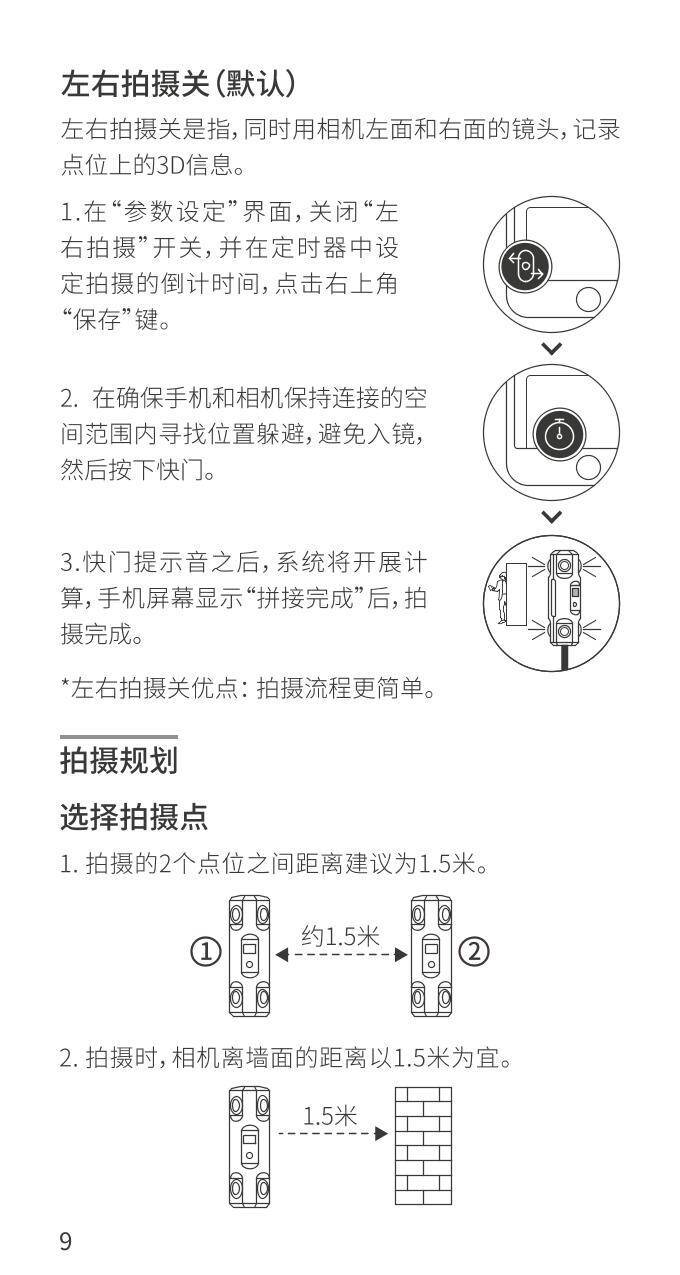 左右拍摄关（默认）
左右拍摄关是指，同时用相机左面和右面的镜头，记录
点位上的3D信息。
1.在“参数设定”界面，关闭“左
右拍摄”开关，并在定时器中设
定拍摄的倒计时间，点击右上角
“保存”键。
2. 在确保手机和相机保持连接的空
间范围内寻找位置躲避，避免入镜，
然后按下快门。
3.快门提示音之后，系统将开展计
算，手机屏幕显示“拼接完成”后，拍
摄完成。
*左右拍摄关优点：拍摄流程更简单。
拍摄规划
选择拍摄点
1. 拍摄的2个点位之间距离建议为1.5米。
① 约1.5米 ②
2. 拍摄时，相机离墙面的距离以1.5米为宜。
1.5米
9